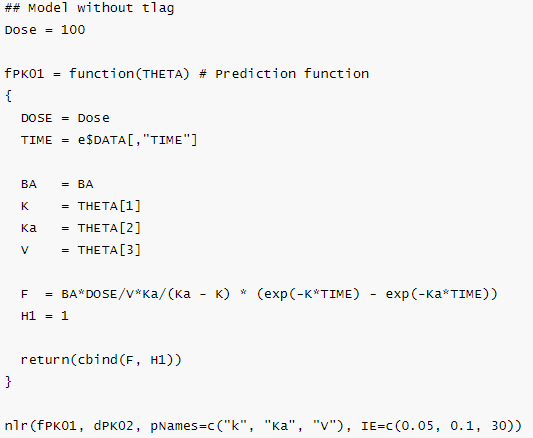 ## Model without tlag
Dose = 100
fPK01 = function(THETA) # Prediction function
{
DOSE = Dose
TIME = e$DATA[,"TIME"]
BA = BA
K = THETA[1]
Ka = THETA[2]
V = THETA[3]
F = BA*DOSE/V*Ka/(Ka - K) * (exp(-K*TIME) - exp(-Ka*TIME))
H1 = 1
return(cbind(F, H1))
}
nlr(fPK01, dPK02, pNames=c("k", "Ka", "V"), IE=c(0.05, 0.1, 30))